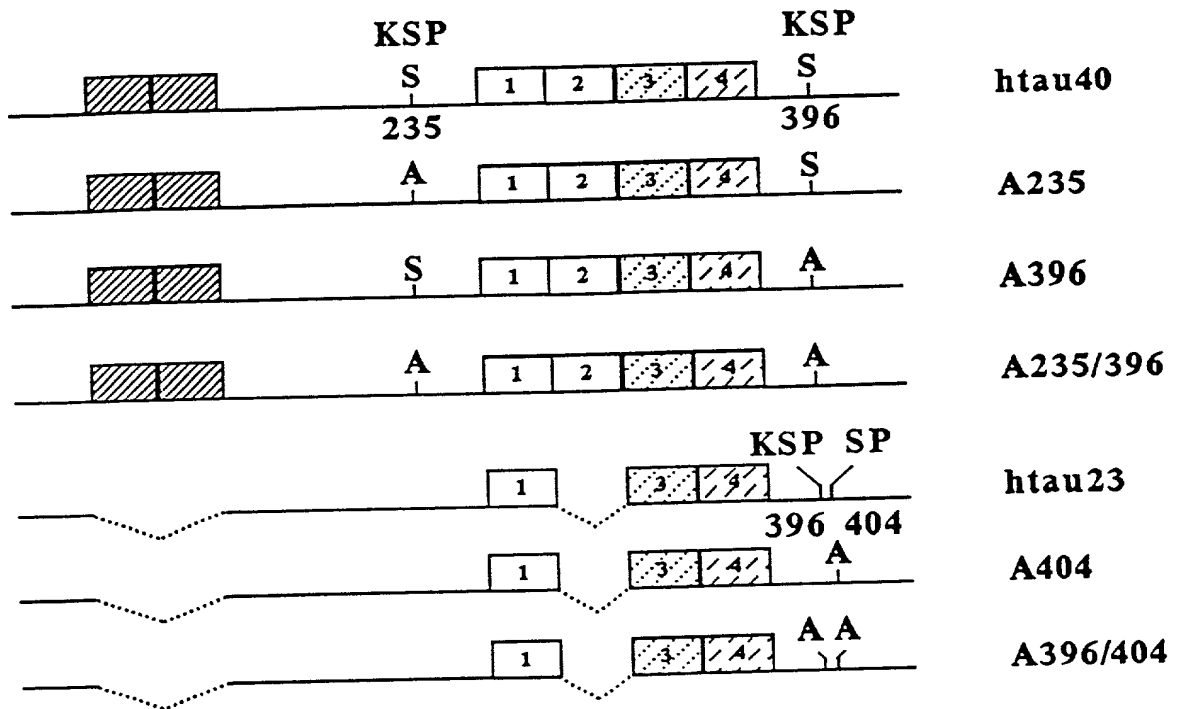 KSP KSP
S 1 2 3 4 S htau40
235 396
A 1 2 3 4 S A235
S 1 2 3 4 A A396
A 1 2 3 4 A A235/396
KSP SP
1 3 4 htau23
396 404
1 3 4 A A404
1 3 4 A A A396/404